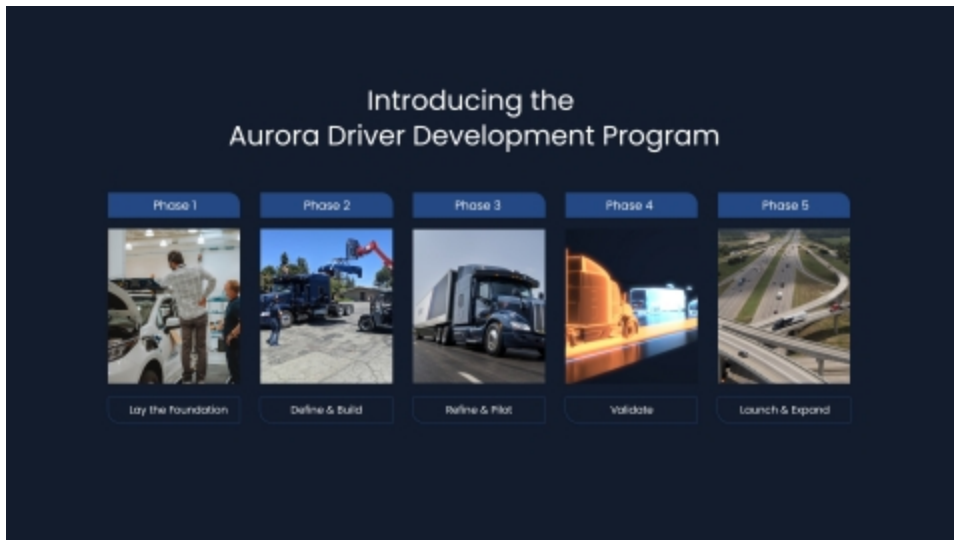 Introducing the
Aurora Driver Development Program
Phase 1
Phase 2
Phase 3
Phase 4
Phase 5
Lay the Foundation
Define & Build
Refine & Pilot
Validate
Launch & Expand